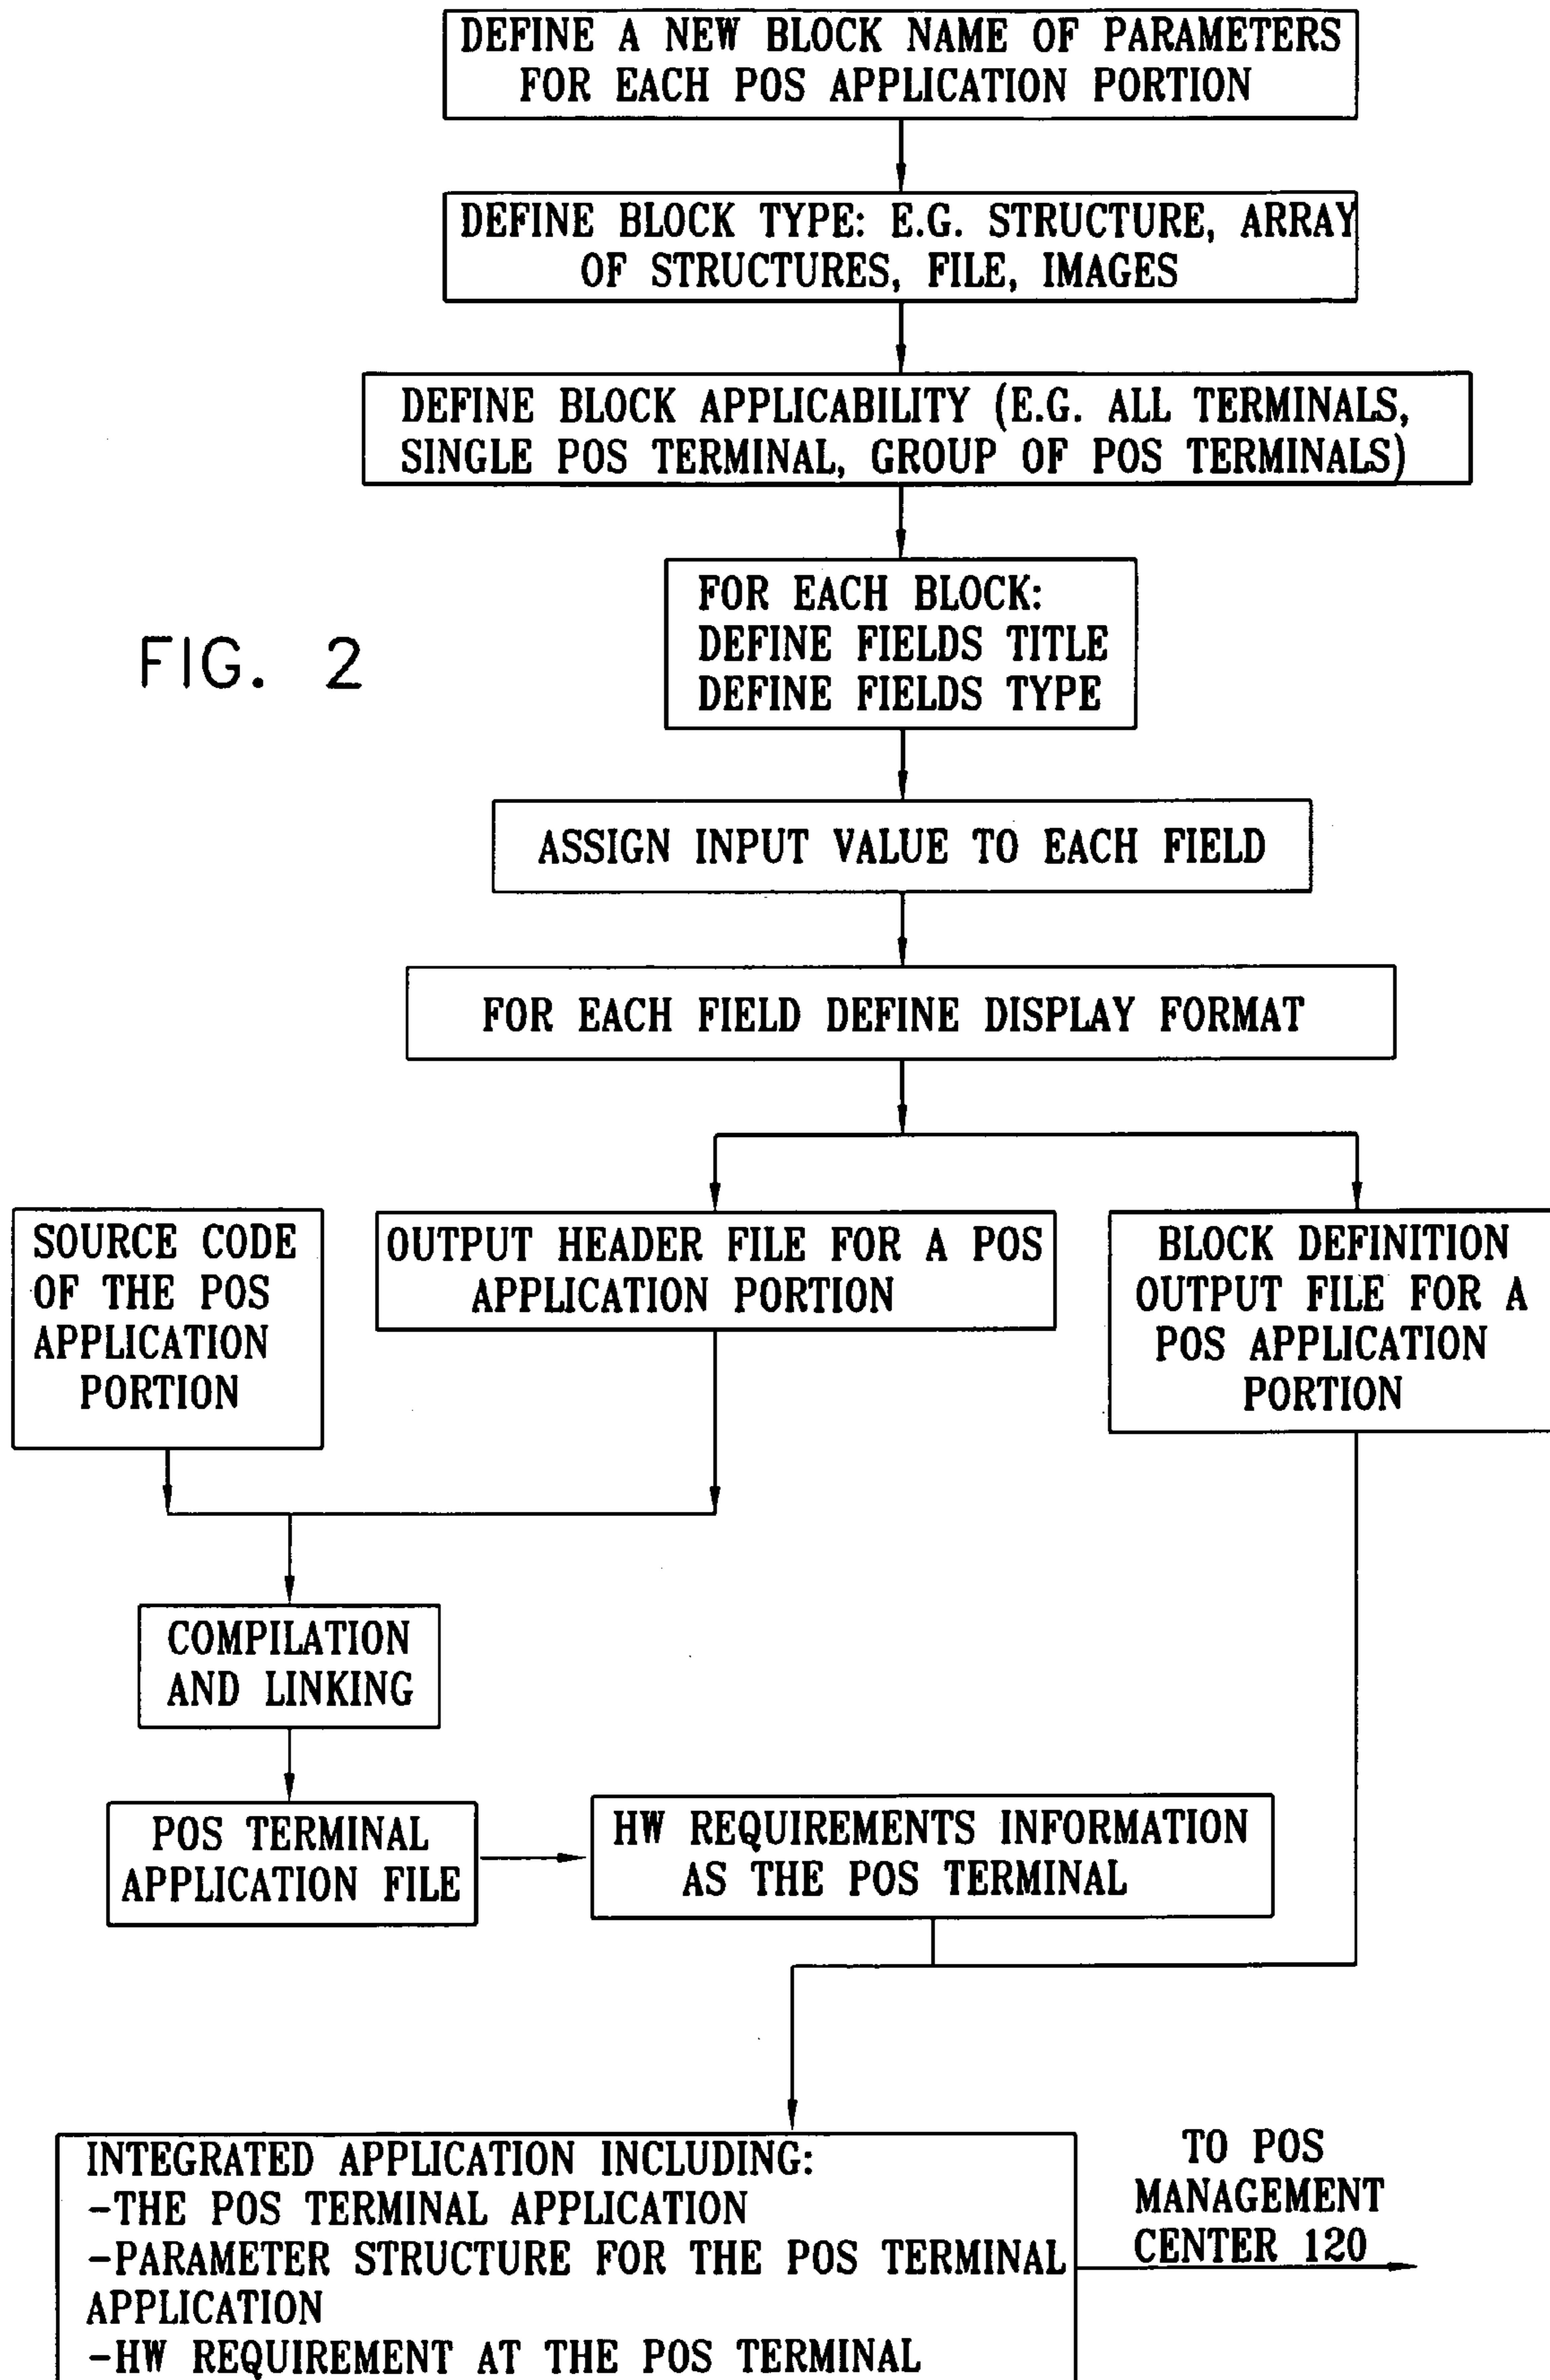 DEFINE A NEW BLOCK NAME OF PARAMETERS
FOR EACH POS APPLICATION PORTION
DEFINE BLOCK TYPE: E.G. STRUCTURE, ARRAY
OF STRUCTURES, FILE, IMAGES
DEFINE BLOCK APPLICABILITY (E.G. ALL TERMINALS,
SINGLE POS TERMINAL, GROUP OF POS TERMINALS)
FOR EACH BLOCK:
DEFINE FIELDS TITLE
DEFINE FIELDS TYPE
FIG. 2
ASSIGN INPUT VALUE TO EACH FIELD
FOR EACH FIELD DEFINE DISPLAY FORMAT
SOURCE CODE
OF THE POS
APPLICATION
PORTION
OUTPUT HEADER FILE FOR A POS
APPLICATION PORTION
BLOCK DEFINITION
OUTPUT FILE FOR A
POS APPLICATION
PORTION
COMPILATION
AND LINKING
POS TERMINAL
APPLICATION FILE
HW REQUIREMENTS INFORMATION
AS THE POS TERMINAL
INTEGRATED APPLICATION INCLUDING:
-THE POS TERMINAL APPLICATION
-PARAMETER STRUCTURE FOR THE POS TERMINAL
APPLICATION
-HW REQUIREMENT AT THE POS TERMINAL
TO POS
MANAGEMENT
CENTER 120